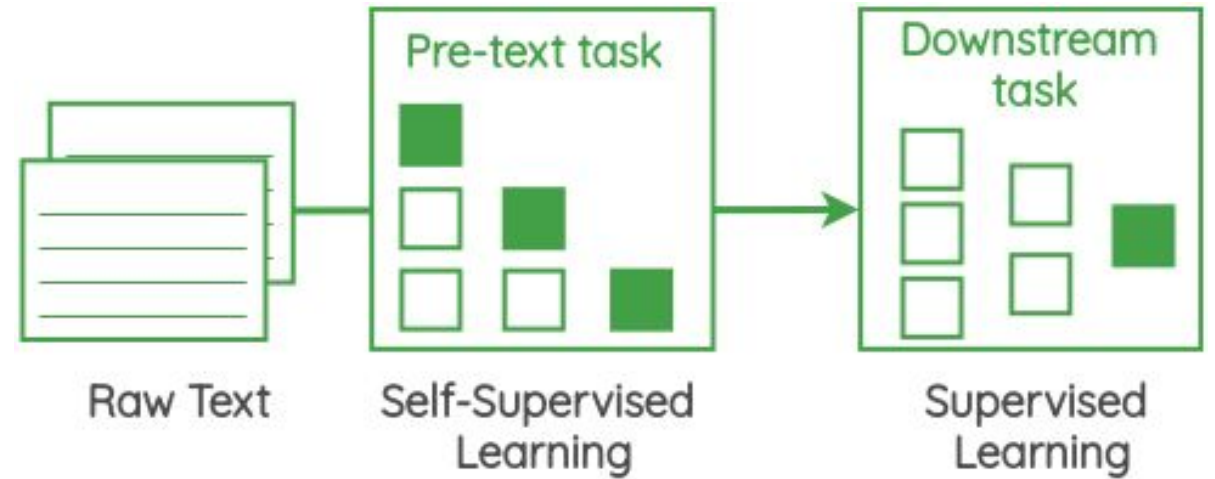 Pre-text task
Downstream
task
Raw Text
Self-Supervised
Learning
Supervised
Learning